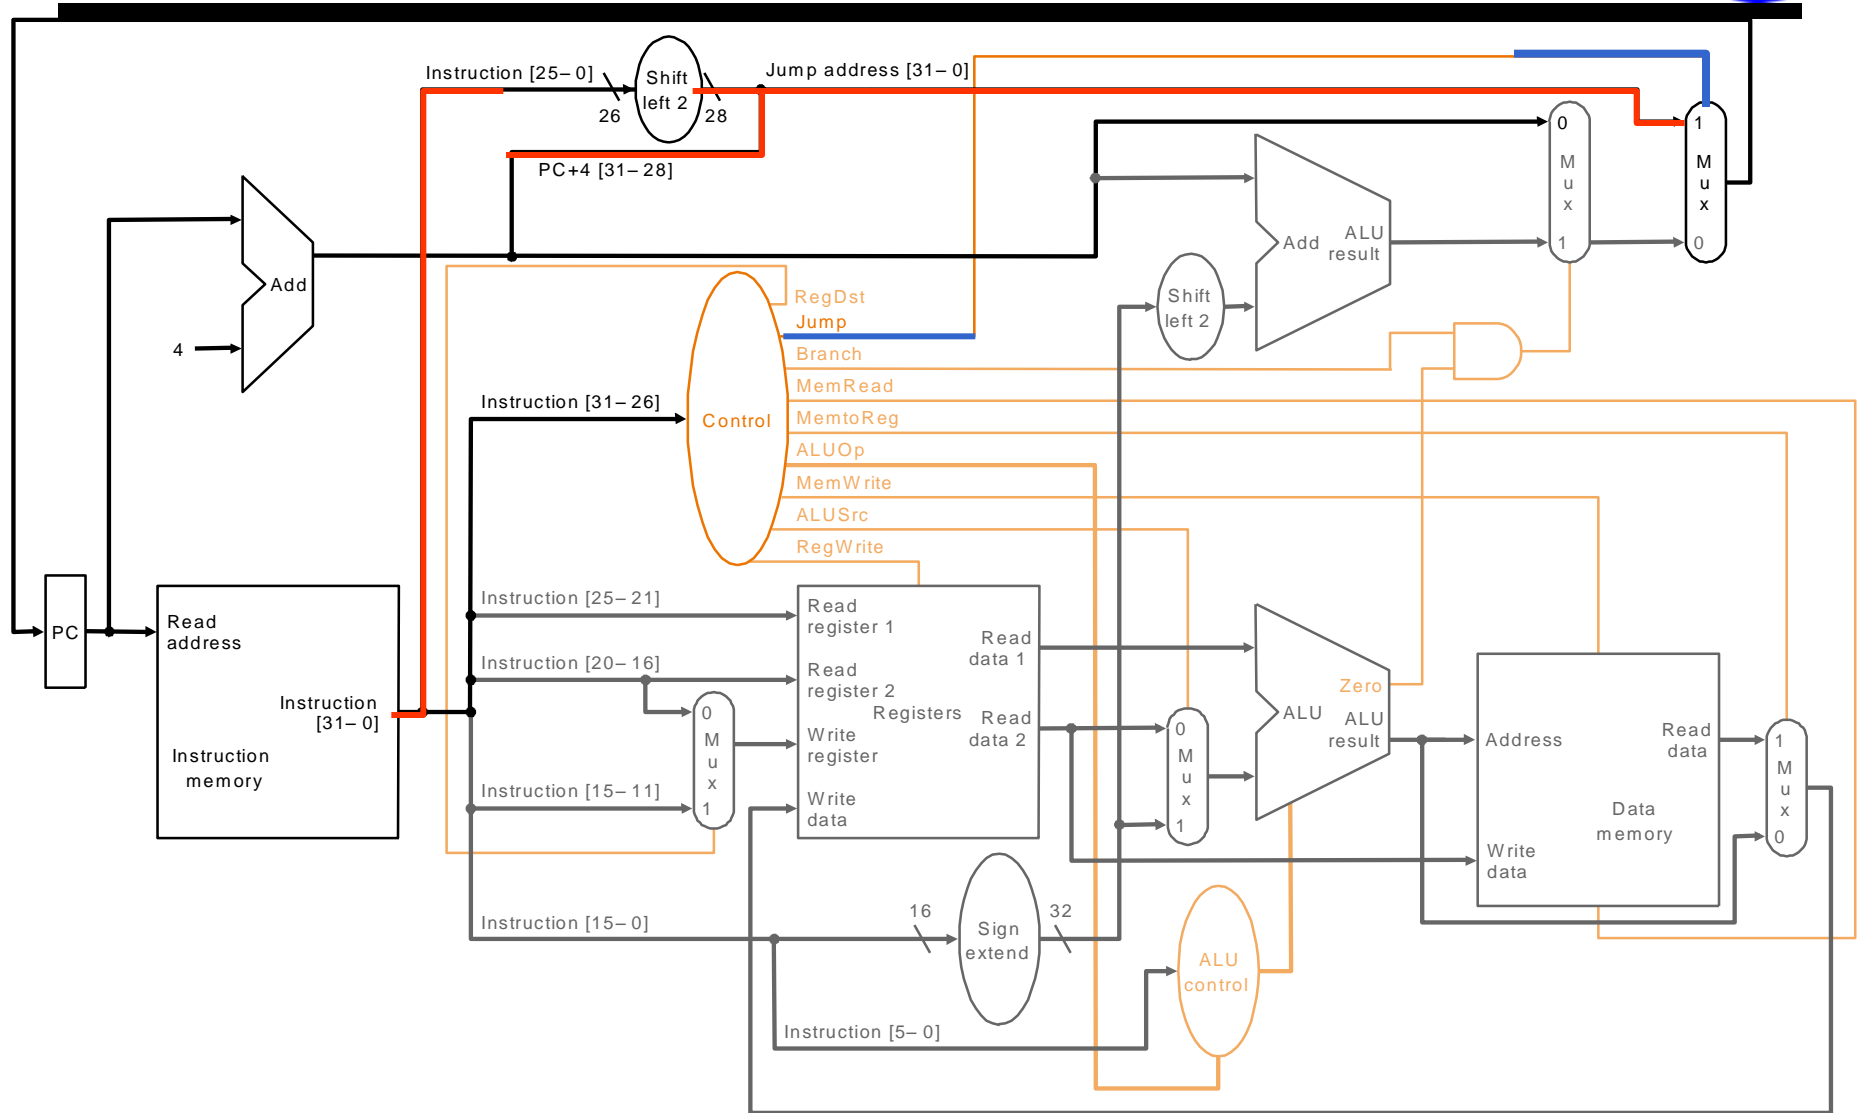 Instruction [25–0]
26
Shift
left 2
28
Jump address [31–0]
PC+4 [31–28]
Add
4
0
M
u
x
1
1
M
u
x
0
Add
ALU
result
Shift
left 2
RegDst
Jump
Branch
MemRead
MemtoReg
ALUOp
MemWrite
ALUSrc
RegWrite
Control
Instruction [31–26]
PC
Read
address
Instruction
[31–0]
Instruction
memory
Instruction [25–21]
Instruction [20–16]
Instruction [15–11]
0
M
u
x
1
Read
register 1
Read
register 2
Write
register
Write
data
Registers
Read
data 1
Read
data 2
0
M
u
x
1
Zero
ALU
ALU
result
Address
Read
data
Data
memory
Write
data
1
M
u
x
0
Instruction [15–0]
16
Sign
extend
32
ALU
control
Instruction [5–0]